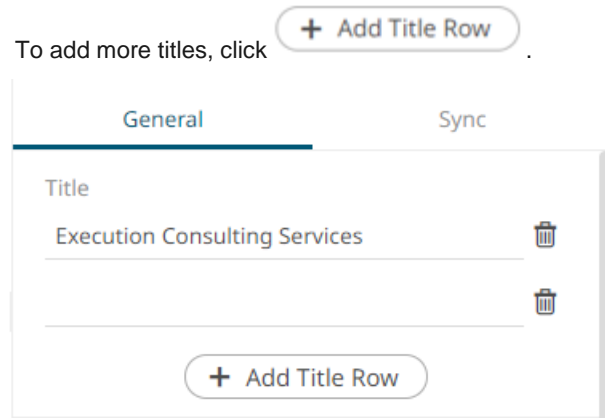 To add more titles, click + Add Title Row .
General Sync
Title
Execution Consulting Services
+ Add Title Row